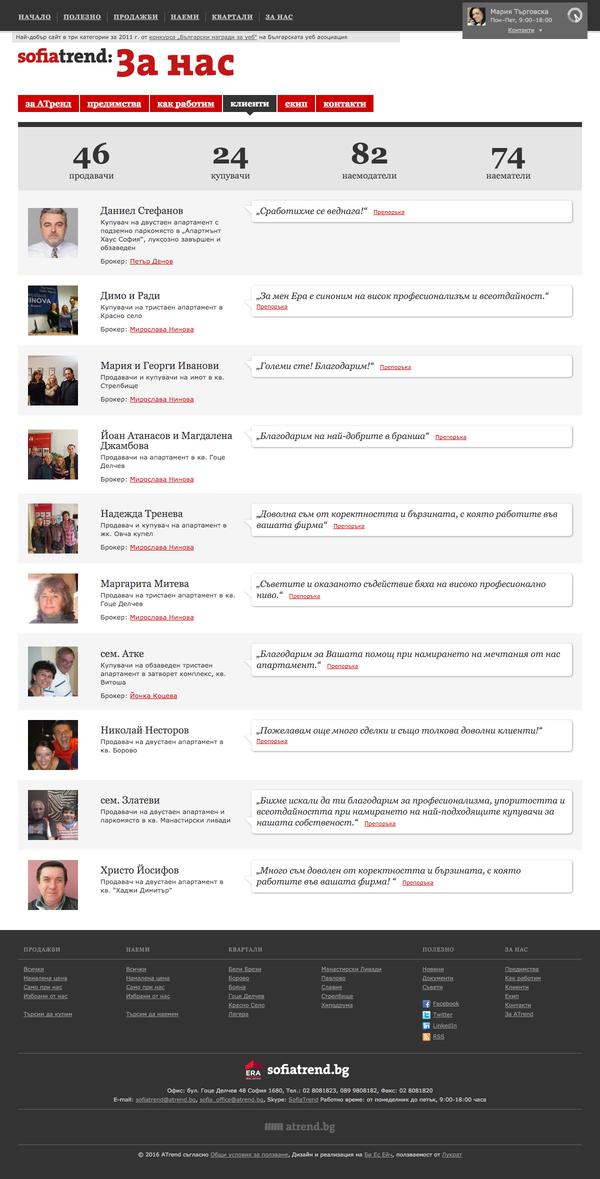 НАЧАЛО | ПОЛЕЗНО | ПРОДАЖБИ | НАЕМИ | КВАРТАЛИ | ЗА НАС
Мария Търговска
Пон–Пет, 9:00–18:00
Контакти
Най-добър сайт в три категории за 2011 г. от конкурса „Български награди за уеб“ на Българската уеб асоциация
sofiatrend: За нас
за АТренд
предимства
как работим
клиенти
екип
контакти
46 24 82 74
продавачи купувачи наемодатели наематели
Даниел Стефанов
Купувач на двустаен апартамент с
подземно паркомясто в „Апартмънт
Хаус София“, луксозно завършен и
обзаведен
Брокер: Петър Денов
„Сработихме се веднага!“ Препоръка
Димо и Ради
Купувачи на тристаен апартамент в
Красно село
Брокер: Мирослава Нинова
„За мен Ера е синоним на висок професионализъм и всеотдайност.“
Препоръка
Мария и Георги Иванови
Продавачи и купувачи на имот в кв.
Стрелбище
Брокер: Мирослава Нинова
„Големи сте! Благодарим!“ Препоръка
Йоан Атанасов и Магдалена
Джамбова
Продавачи на апартамент в кв. Гоце
Делчев
Брокер: Мирослава Нинова
„Благодарим на най-добрите в бранша“ Препоръка
Надежда Тренева
Продавач и купувач на апартамент в
жк. Овча купел
Брокер: Мирослава Нинова
„Доволна съм от коректността и бързината, с която работите във
вашата фирма“ Препоръка
Маргарита Митева
Продавач на тристаен апартамент в кв.
Гоце Делчев
Брокер: Мирослава Нинова
„Съветите и оказаното съдействие бяха на високо професионално
ниво.“ Препоръка
сем. Атке
Купувачи на обзаведен тристаен
апартамент в затворет комплекс, кв.
Витоша
Брокер: Йонка Коцева
„Благодарим за Вашата помощ при намирането на мечтания от нас
апартамент.“ Препоръка
Николай Несторов
Продавач на двустаен апартамент в
кв. Борово
„Пожелавам още много сделки и също толкова доволни клиенти!“
Препоръка
сем. Златеви
Продавачи на двустаен апартамен и
паркомясто в кв. Манастирски ливади
„Бихме искали да ти благодарим за професионализма, упоритостта и
всеотдайността при намирането на най-подходящите купувачи за
нашата собственост.“ Препоръка
Христо Йосифов
Продавач на двустаен апартамент в
кв. "Хаджи Димитър"
„Много съм доволен от коректността и бързината, с която
работите във вашата фирма! “ Препоръка
ПРОДАЖБИ
Всички
Намалена цена
Само при нас
Избрани от нас
Търсим да купим
НАЕМИ
Всички
Намалена цена
Само при нас
Избрани от нас
Търсим да наемем
КВАРТАЛИ
Бели Брези
Борово
Бояна
Гоце Делчев
Красно Село
Лагера
Манастирски Ливади
Павлово
Славия
Стрелбище
Хиподрума
ПОЛЕЗНО
Новини
Документи
Съвети
Facebook
Twitter
LinkedIn
RSS
ЗА НАС
Предимства
Как работим
Клиенти
Екип
Контакти
За ATrend
ERA sofiatrend.bg
Офис: бул. Гоце Делчев 48 София 1680, Тел.: 02 8081823, 089 9808182, Факс: 02 8081820
E-mail: sofiatrend@atrend.bg, sofia_office@atrend.bg, Skype: SofiaTrend Работно време: от понеделник до петък, 9:00-18:00 часа
atrend.bg
© 2016 ATrend съгласно Общи условия за ползване, Дизайн и реализация на Би Ес Ейч, ползваемост от Лукрат